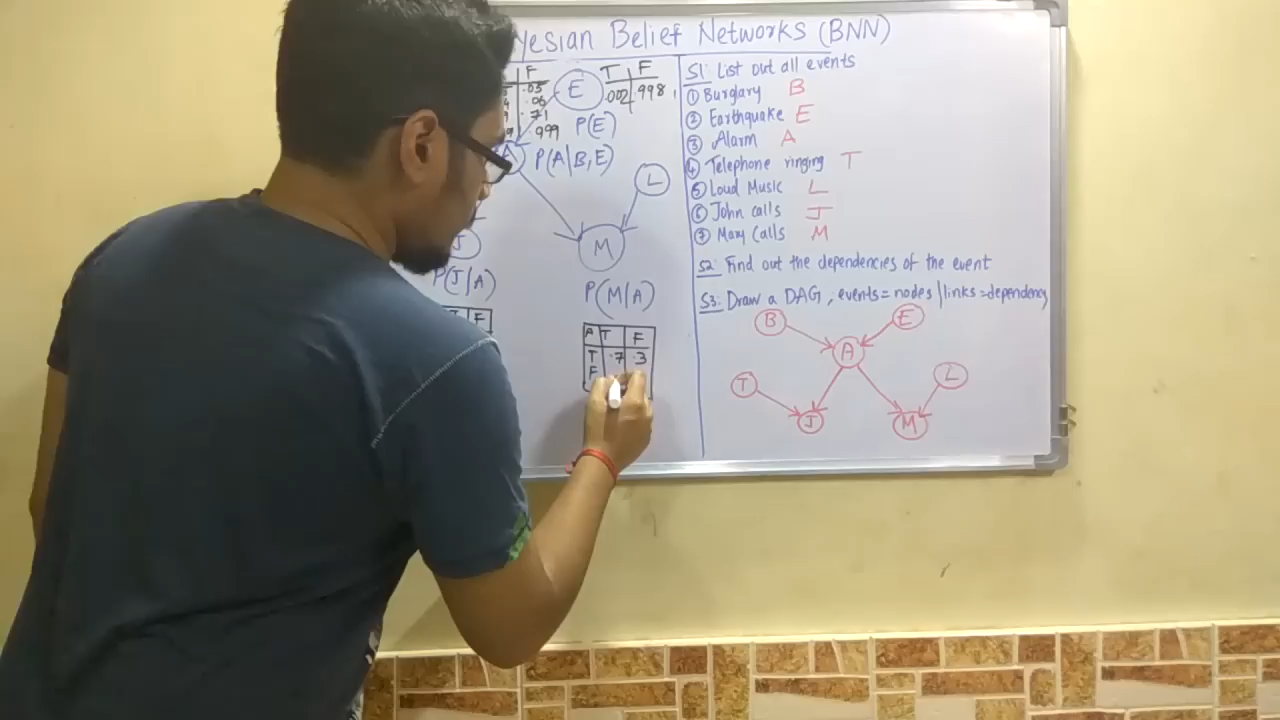 yesian Belief Networks (BNN)
F
.05
.06
.71
.999
E
T F
.002 .998
P(E)
A
P(A|B,E)
L
J
M
P(J|A)
P(M|A)
F
A T F
T .7 .3
F
S1: List out all events
① Burglary B
② Earthquake E
③ Alarm A
④ Telephone ringing T
⑤ Loud Music L
⑥ John calls J
⑦ Mary Calls M
S2: Find out the dependencies of the event
S3: Draw a DAG, events = nodes / links = dependency
B E
A
T L
J M